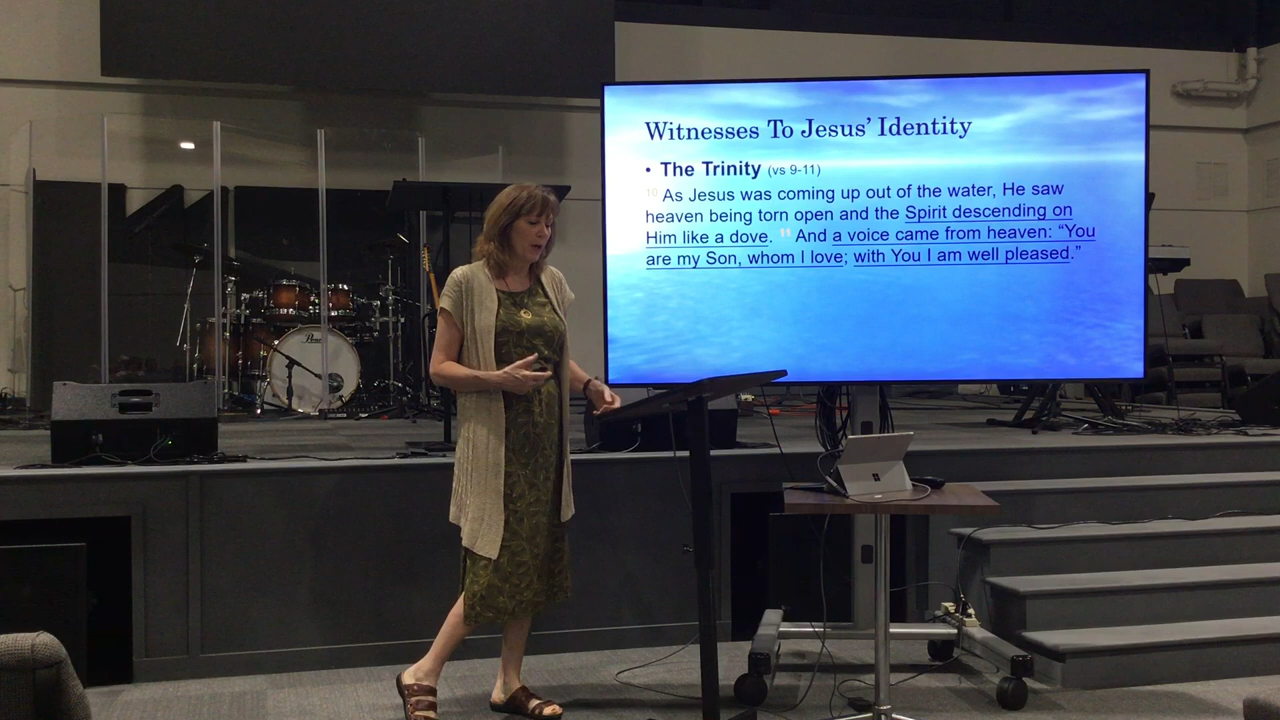 Witnesses To Jesus’ Identity
• The Trinity (vs 9-11)
10 As Jesus was coming up out of the water, He saw
heaven being torn open and the Spirit descending on
Him like a dove. 11 And a voice came from heaven: “You
are my Son, whom I love; with You I am well pleased.”
Pearl